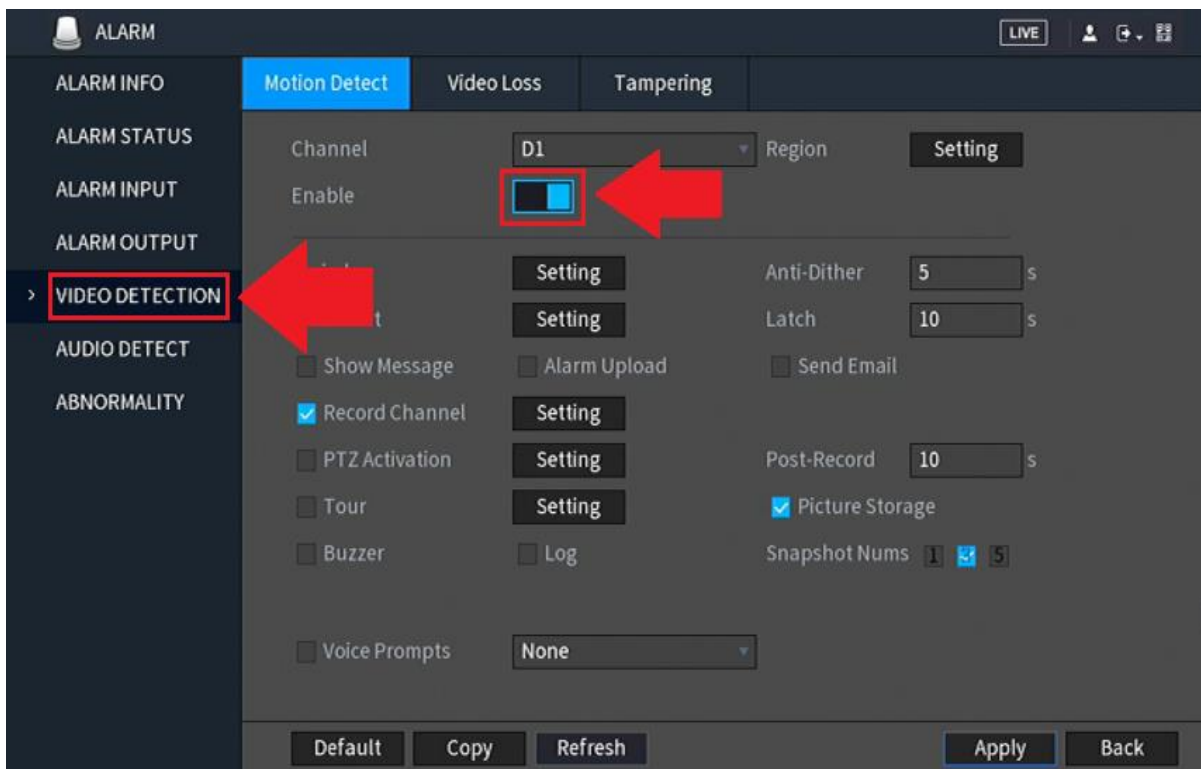 ALARM
LIVE
ALARM INFO
Motion Detect Video Loss Tampering
ALARM STATUS
Channel D1 Region Setting
ALARM INPUT
Enable
ALARM OUTPUT
Setting Anti-Dither 5 s
> VIDEO DETECTION
Setting Latch 10 s
AUDIO DETECT
Show Message Alarm Upload Send Email
ABNORMALITY
Record Channel Setting
PTZ Activation Setting Post-Record 10 s
Tour Setting Picture Storage
Buzzer Log Snapshot Nums 1 5
Voice Prompts None
Default Copy Refresh Apply Back